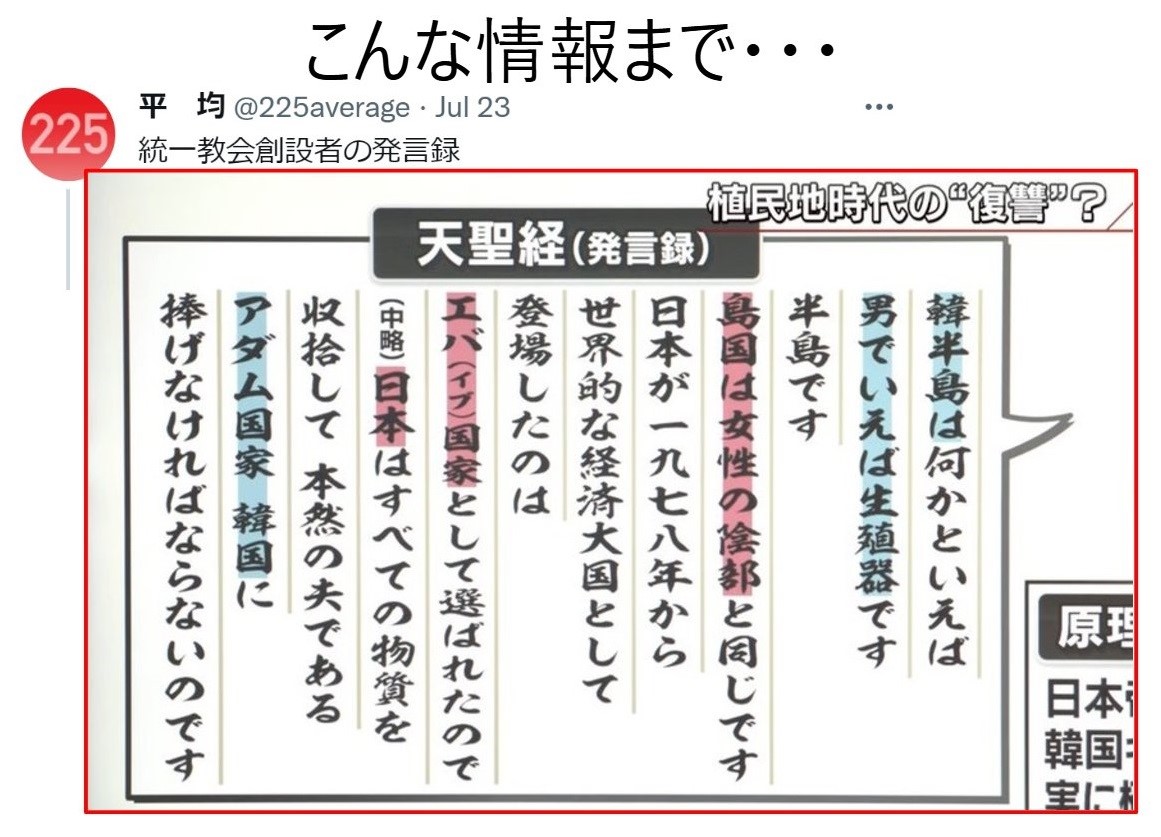 こんな情報まで・・・
225
平　均 @225average · Jul 23
統一教会創設者の発言録
植民地時代の“復讐”？
天聖経（発言録）
韓半島は何かといえば
男でいえば生殖器です
半島です
島国は女性の陰部と同じです
日本が一九七八年から
世界的な経済大国として
登場したのは
エバ（イブ）国家として選ばれたので
（中略）日本はすべての物質を
収拾して 本然の夫である
アダム国家 韓国に
捧げなければならないのです
原理
日本
韓国
実に